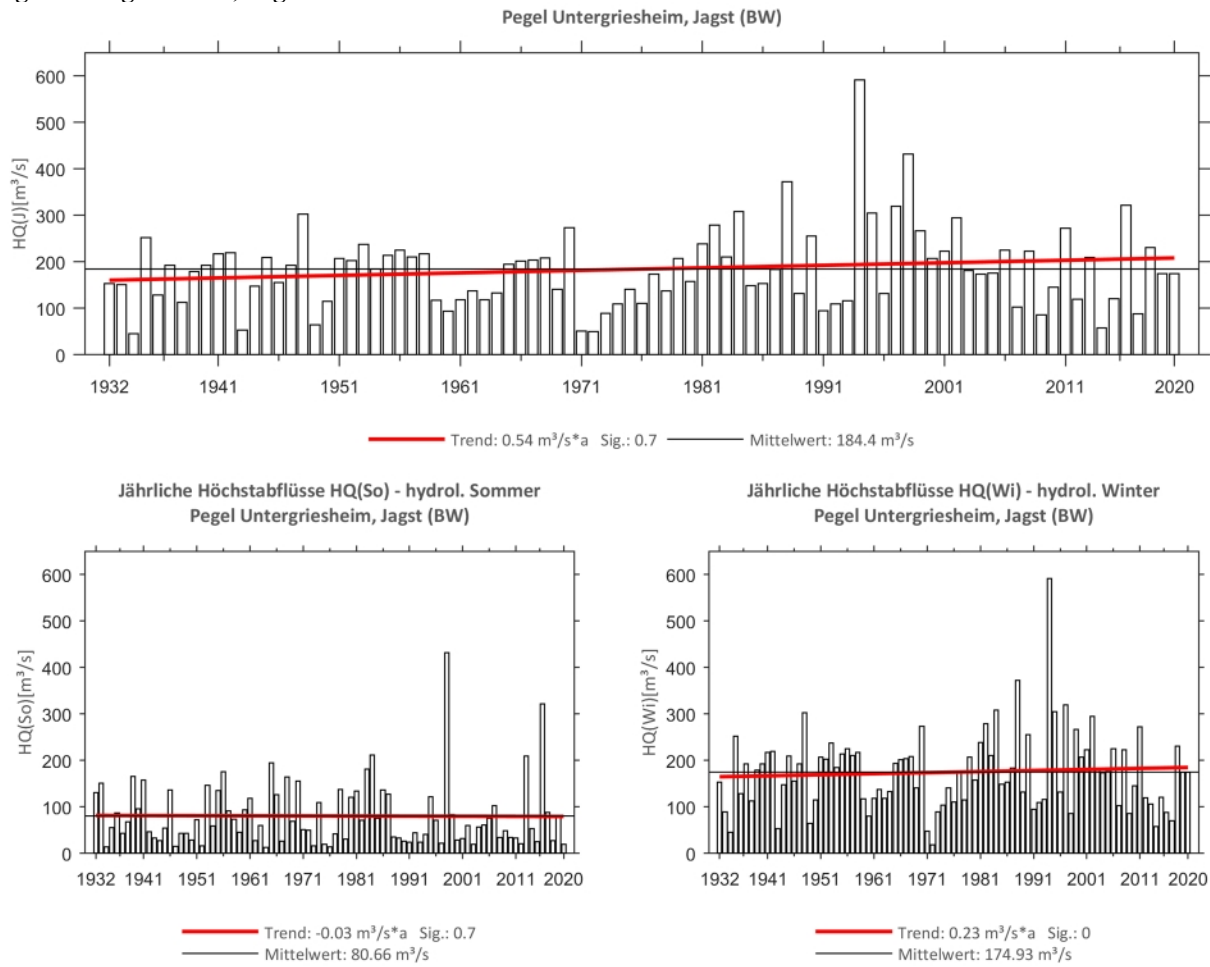 Pegel Untergriesheim, Jagst (BW)
HQ(J)[m³/s]
600
500
400
300
200
100
0
1932 1941 1951 1961 1971 1981 1991 2001 2011 2020
Trend: 0.54 m³/s*a Sig.: 0.7 Mittelwert: 184.4 m³/s
Jährliche Höchstabflüsse HQ(So) - hydrol. Sommer
Pegel Untergriesheim, Jagst (BW)
HQ(So)[m³/s]
600
500
400
300
200
100
0
1932 1941 1951 1961 1971 1981 1991 2001 2011 2020
Trend: -0.03 m³/s*a Sig.: 0.7
Mittelwert: 80.66 m³/s
Jährliche Höchstabflüsse HQ(Wi) - hydrol. Winter
Pegel Untergriesheim, Jagst (BW)
HQ(Wi)[m³/s]
600
500
400
300
200
100
0
1932 1941 1951 1961 1971 1981 1991 2001 2011 2020
Trend: 0.23 m³/s*a Sig.: 0
Mittelwert: 174.93 m³/s